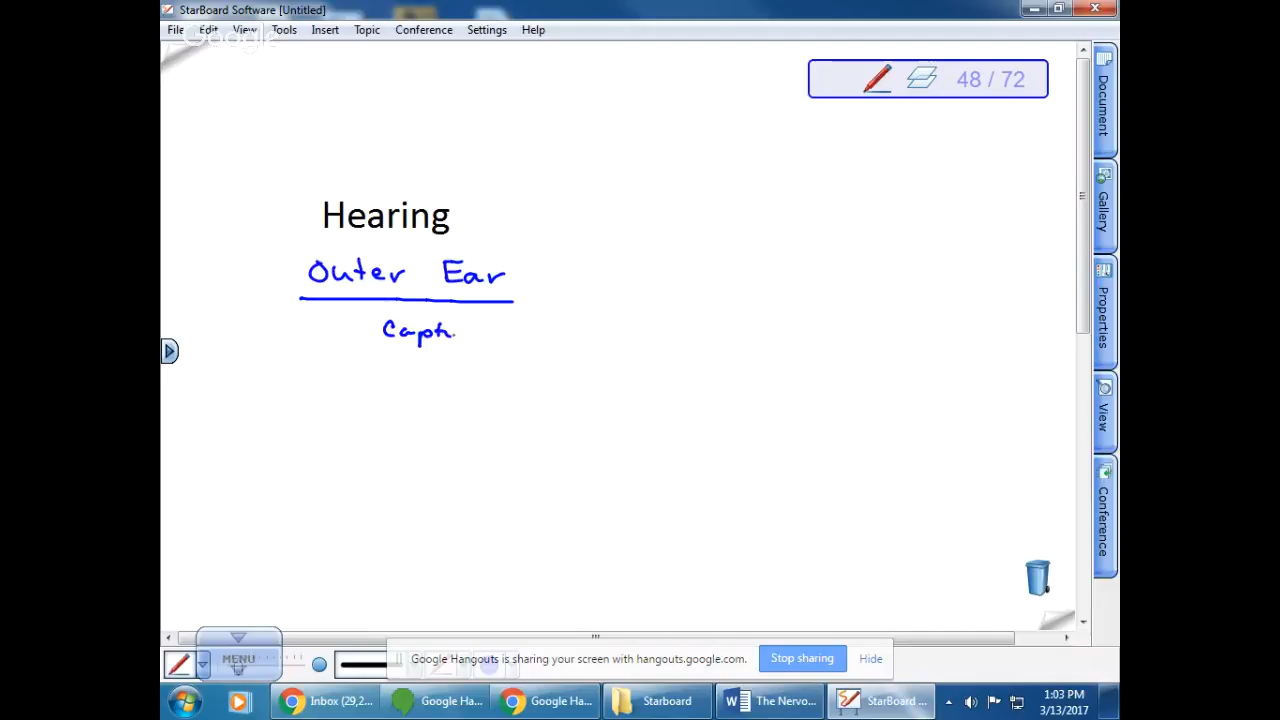 StarBoard Software [Untitled]
File Edit View Tools Insert Topic Conference Settings Help
Google
48 / 72
Hearing
Outer Ear
Document
Gallery
Properties
View
Conference
MENU
Google Hangouts is sharing your screen with hangouts.google.com. Stop sharing Hide
Inbox (29,2... Google Ha... Google Ha... Starboard The Nervo... StarBoard ... 1:03 PM
3/13/2017